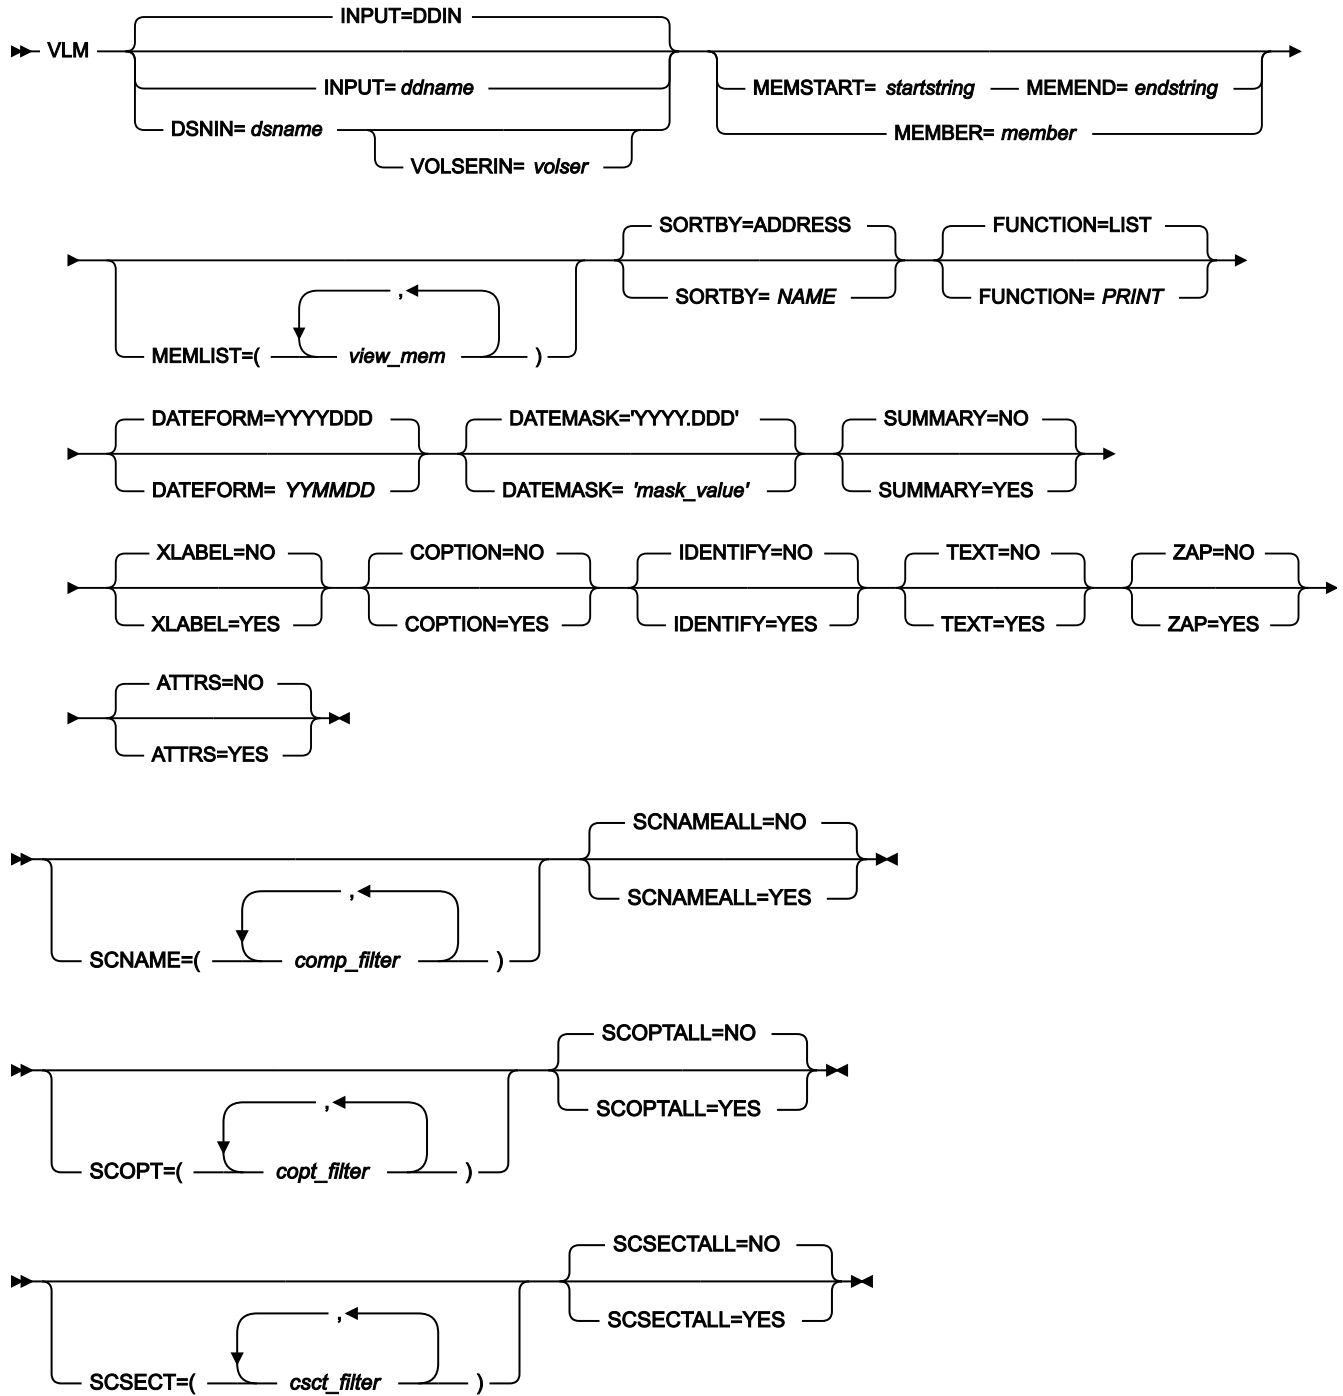 INPUT=DDIN
VLM
INPUT= ddname
MEMSTART= startstring MEMEND= endstring
DSNIN= dsname
MEMBER= member
VOLSERIN= volser
SORTBY=ADDRESS FUNCTION=LIST
,
SORTBY= NAME FUNCTION= PRINT
MEMLIST=( view_mem )
DATEFORM=YYYYDDD DATEMASK='YYYY.DDD' SUMMARY=NO
DATEFORM= YYMMDD DATEMASK= 'mask_value' SUMMARY=YES
XLABEL=NO COPTION=NO IDENTIFY=NO TEXT=NO ZAP=NO
XLABEL=YES COPTION=YES IDENTIFY=YES TEXT=YES ZAP=YES
ATTRS=NO
ATTRS=YES
SCNAMEALL=NO
,
SCNAMEALL=YES
SCNAME=( comp_filter )
SCOPTALL=NO
,
SCOPTALL=YES
SCOPT=( copt_filter )
SCSECTALL=NO
,
SCSECTALL=YES
SCSECT=( csct_filter )